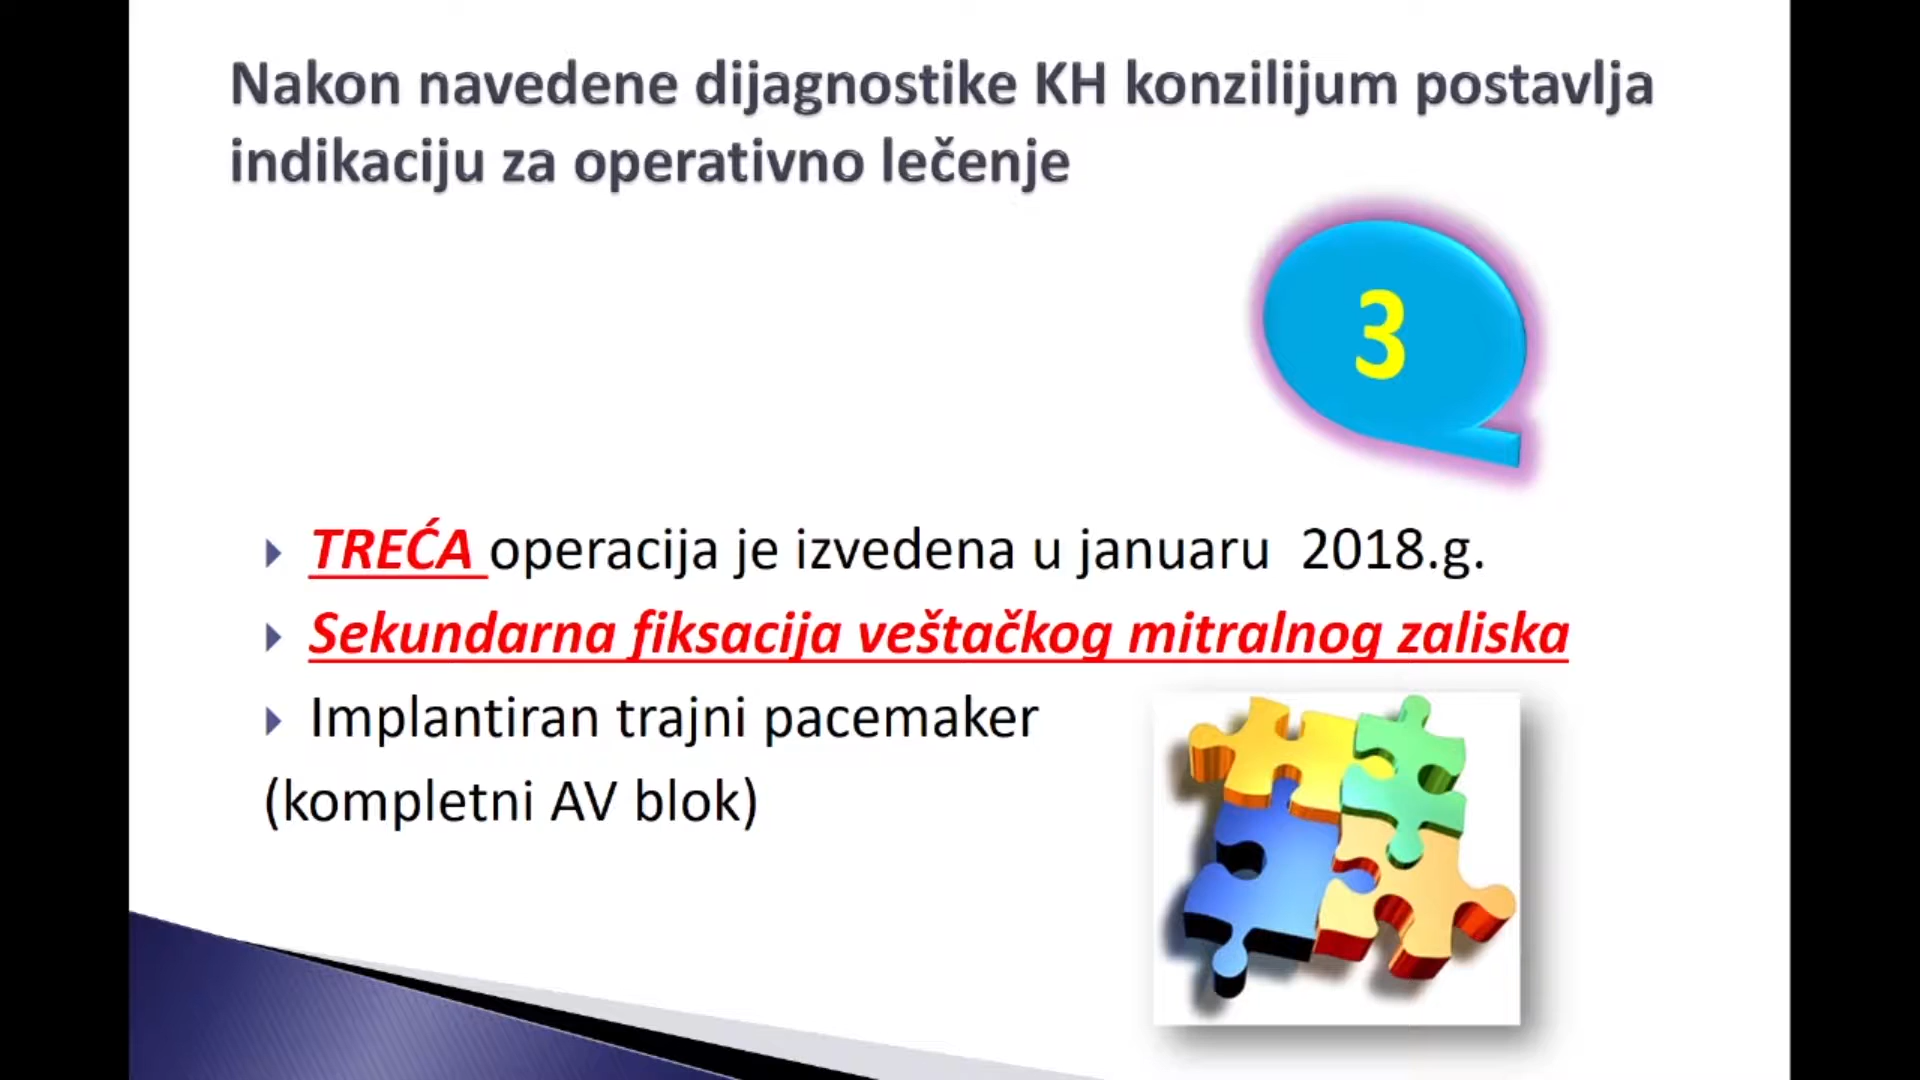 Nakon navedene dijagnostike KH konzilijum postavlja
indikaciju za operativno lečenje
3
TREĆA operacija je izvedena u januaru 2018.g.
Sekundarna fiksacija veštačkog mitralnog zaliska
Implantiran trajni pacemaker
(kompletni AV blok)